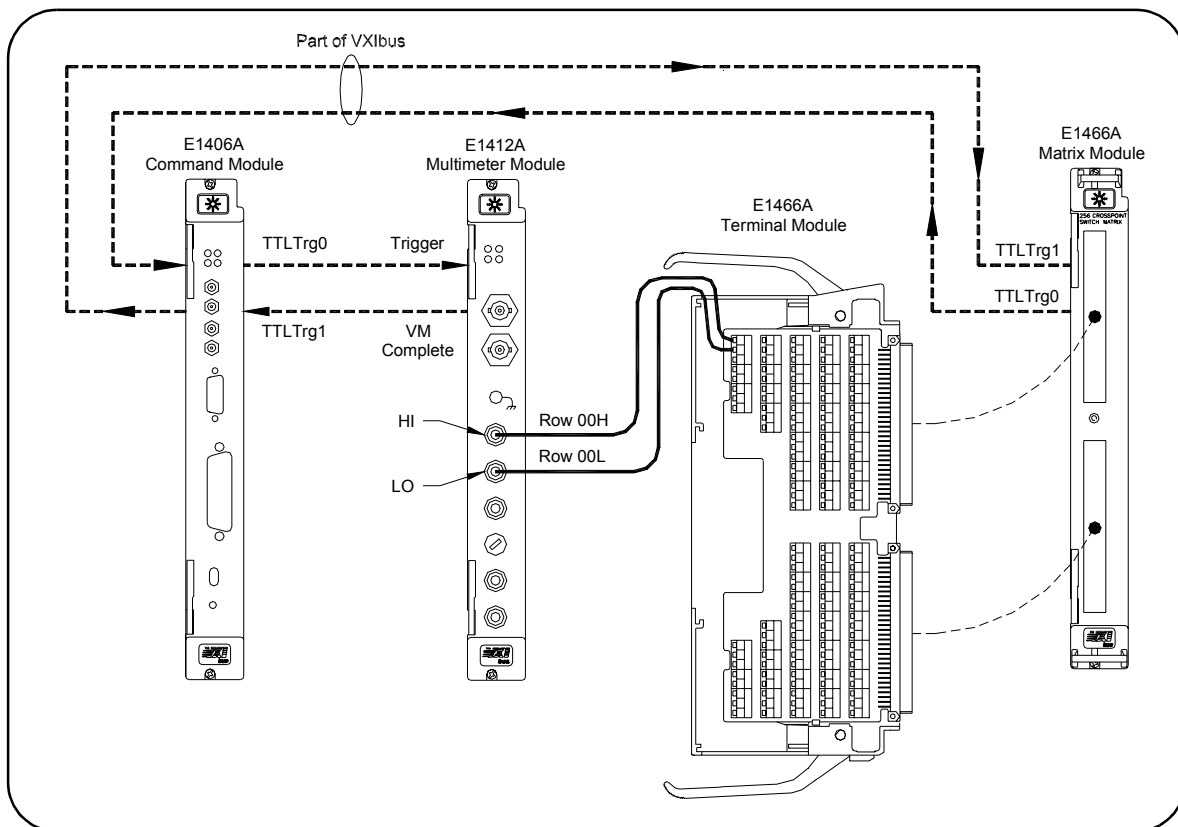 Part of VXIbus
E1406A
Command Module
E1412A
Multimeter Module
E1466A
Matrix Module
E1466A
Terminal Module
256 CROSSPOINT
SWITCH MATRIX
TTLTrg0
Trigger
TTLTrg1
TTLTrg0
TTLTrg1
VM
Complete
HI
Row 00H
Row 00L
LO